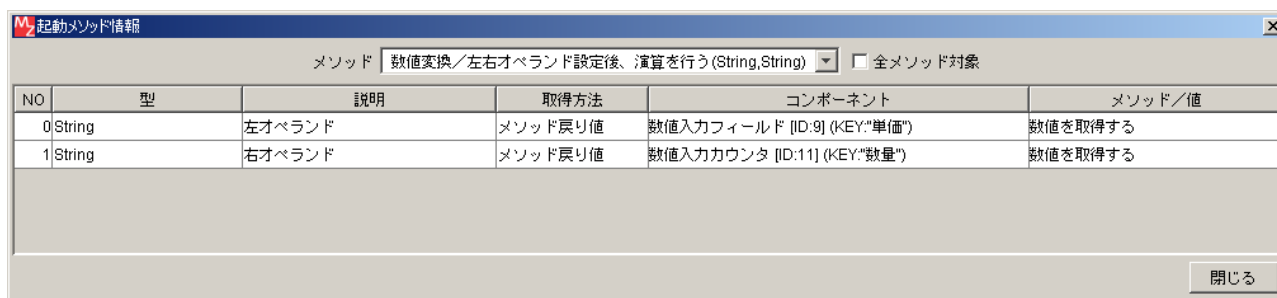 MZ 起動メソッド情報
メソッド 数値変換／左右オペランド設定後、演算を行う(String,String) 全メソッド対象
NO 型 説明 取得方法 コンポーネント メソッド／値
0 String 左オペランド メソッド戻り値 数値入力フィールド [ID:9] (KEY:"単価") 数値を取得する
1 String 右オペランド メソッド戻り値 数値入力カウンタ [ID:11] (KEY:"数量") 数値を取得する
閉じる